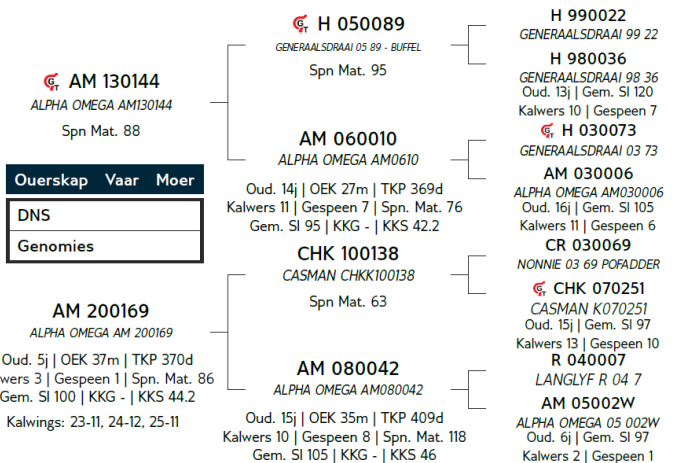 AM 130144
ALPHA OMEGA AM130144
Spn Mat. 88
Ouerskap Vaar Moer
DNS
Genomies
AM 200169
ALPHA OMEGA AM 200169
Oud. 5j | OEK 37m | TKP 370d
wers 3 | Gespeen 1 | Spn. Mat. 86
Gem. SI 100 | KKG - | KKS 44.2
Kalwings: 23-11, 24-12, 25-11
H 050089
GENERAALSDRAAI 05 89 - BUFFEL
Spn Mat. 95
AM 060010
ALPHA OMEGA AM0610
Oud. 14j | OEK 27m | TKP 369d
Kalwers 11 | Gespeen 7 | Spn. Mat. 76
Gem. SI 95 | KKG - | KKS 42.2
CHK 100138
CASMAN CHKK100138
Spn Mat. 63
AM 080042
ALPHA OMEGA AM080042
Oud. 15j | OEK 35m | TKP 409d
Kalwers 10 | Gespeen 8 | Spn. Mat. 118
Gem. SI 105 | KKG - | KKS 46
H 990022
GENERAALSDRAAI 99 22
H 980036
GENERAALSDRAAI 98 36
Oud. 13j | Gem. SI 120
Kalwers 10 | Gespeen 7
H 030073
GENERAALSDRAAI 03 73
AM 030006
ALPHA OMEGA AM030006
Oud. 16j | Gem. SI 105
Kalwers 11 | Gespeen 6
CR 030069
NONNIE 03 69 POFADDER
CHK 070251
CASMAN K070251
Oud. 15j | Gem. SI 97
Kalwers 13 | Gespeen 10
R 040007
LANGLYF R 04 7
AM 05002W
ALPHA OMEGA 05 002W
Oud. 6j | Gem. SI 97
Kalwers 2 | Gespeen 1